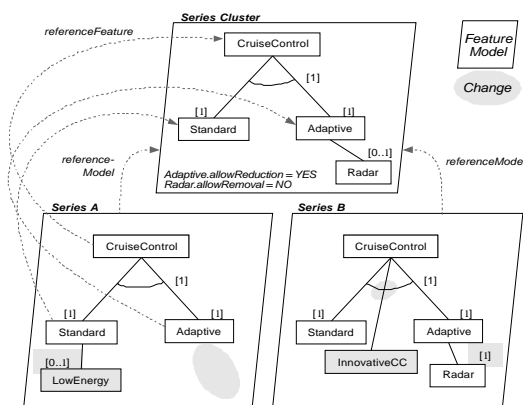 Series Cluster
referenceFeature
CruiseControl
Feature
Model
[1]
Change
[1]
[1]
Standard
Adaptive
[0..1]
reference-
Model
Radar
referenceMode
Adaptive.allowReduction = YES
Radar.allowRemoval = NO
Series A
CruiseControl
[1]
[1]
[1]
Standard
Adaptive
[0..1]
LowEnergy
Series B
CruiseControl
[1]
[1]
[1]
Standard
Adaptive
InnovativeCC
[1]
Radar